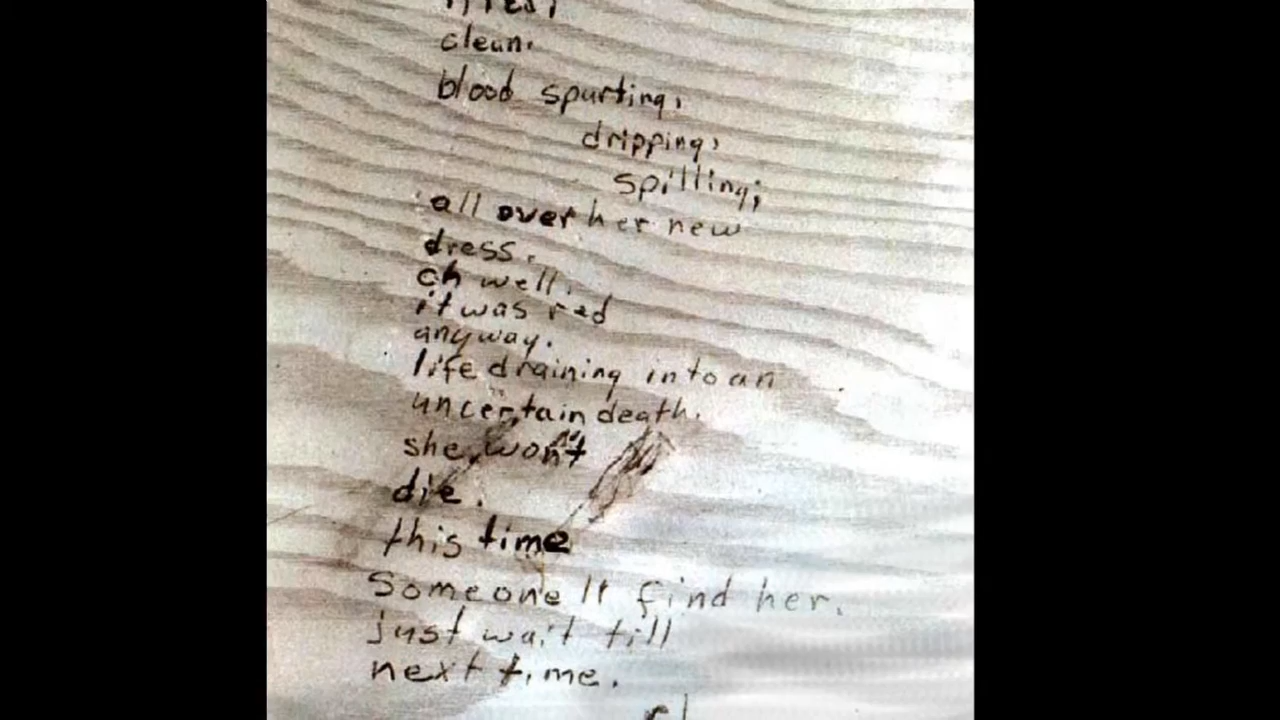 clean.
blood spurting,
dripping,
spilling;
all over her new
dress.
oh well.
it was red
anyway.
life draining into an
uncertain death.
she won't
die.
this time
Someone ll find her.
just wait till
next time.
rh